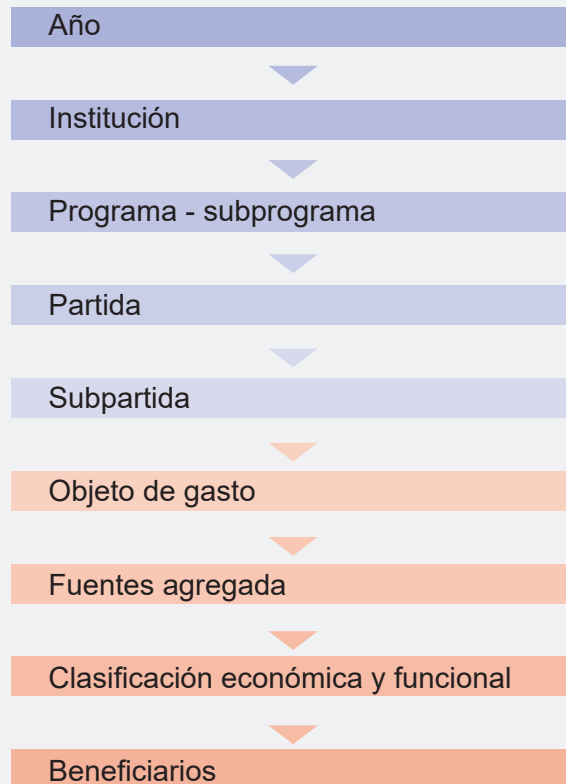 Año
Institución
Programa - subprograma
Partida
Subpartida
Objeto de gasto
Fuentes agregada
Clasificación económica y funcional
Beneficiarios